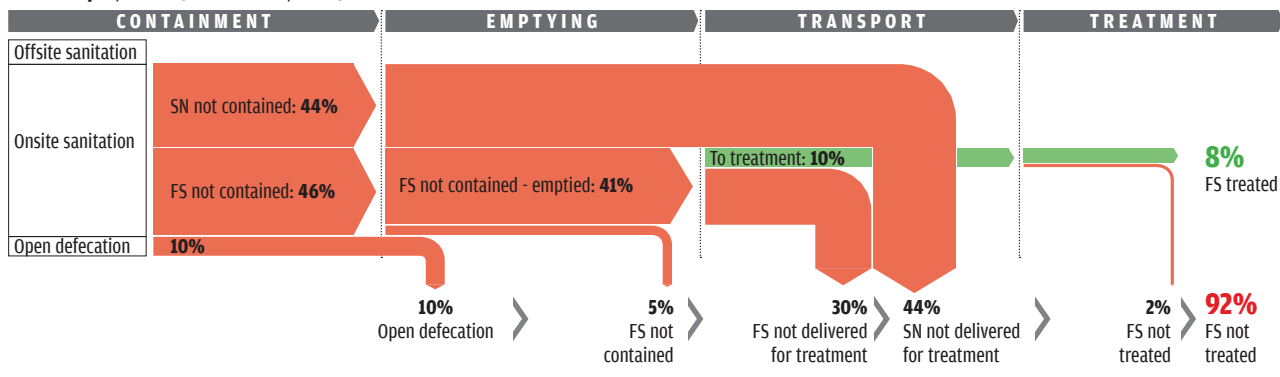 CONTAINMENT
EMPTYING
TRANSPORT
TREATMENT
Offsite sanitation
Onsite sanitation
Open defecation
SN not contained: 44%
FS not contained: 46%
10%
FS not contained - emptied: 41%
To treatment: 10%
8%
FS treated
10%
Open defecation
5%
FS not
contained
30%
FS not delivered
for treatment
44%
SN not delivered
for treatment
2%
FS not
treated
92%
FS not
treated